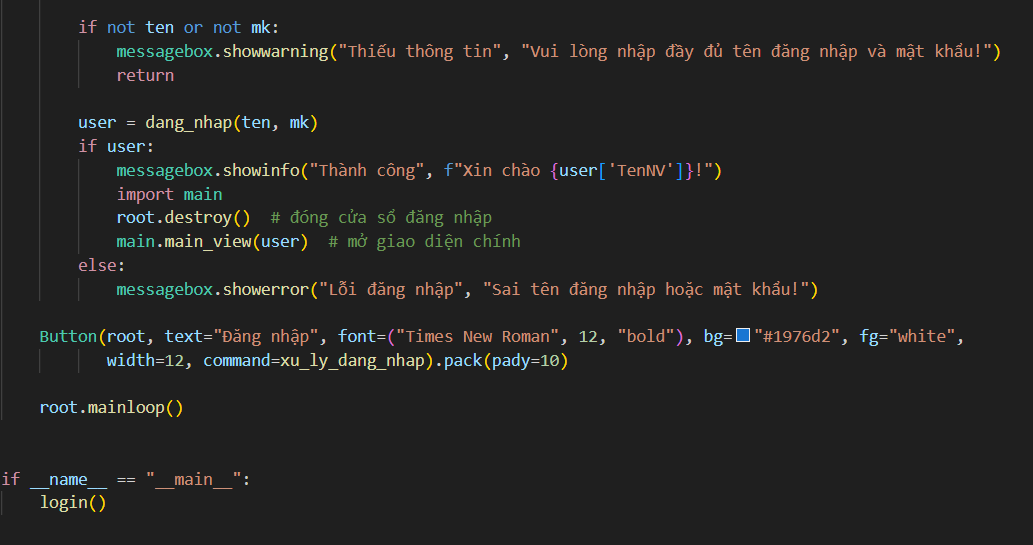 if not ten or not mk:
messagebox.showwarning("Thiếu thông tin", "Vui lòng nhập đầy đủ tên đăng nhập và mật khẩu!")
return
user = dang_nhap(ten, mk)
if user:
messagebox.showinfo("Thành công", f"Xin chào {user['TenNV']}!")
import main
root.destroy()  # đóng cửa sổ đăng nhập
main.main_view(user)  # mở giao diện chính
else:
messagebox.showerror("Lỗi đăng nhập", "Sai tên đăng nhập hoặc mật khẩu!")
Button(root, text="Đăng nhập", font=("Times New Roman", 12, "bold"), bg="#1976d2", fg="white",
width=12, command=xu_ly_dang_nhap).pack(pady=10)
root.mainloop()
if __name__ == "__main__":
login()